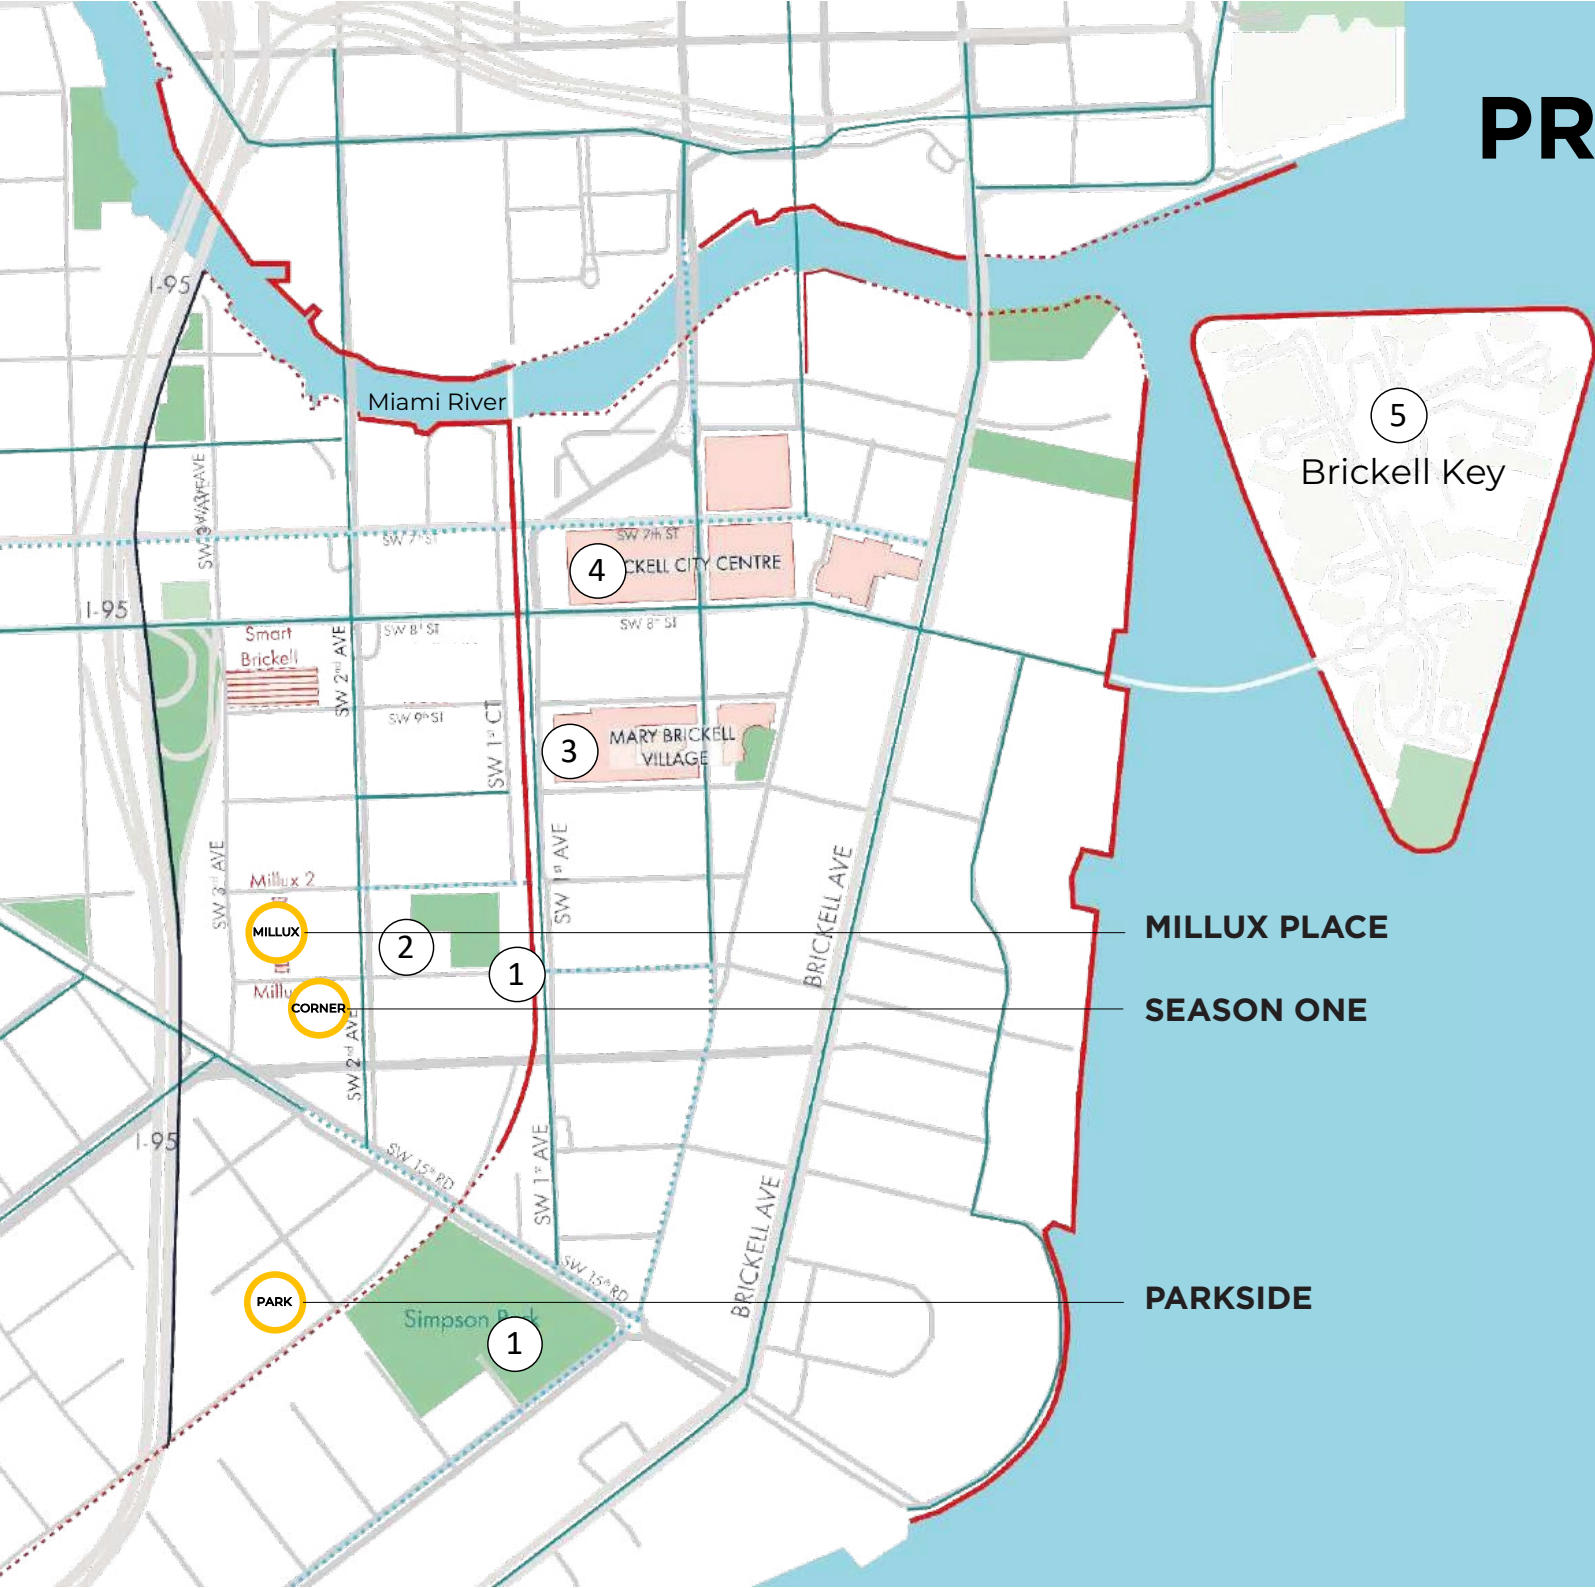 PR
I-95
Miami River
5
Brickell Key
SW 7th ST
SW 7th ST
4
CKELL CITY CENTRE
I-95
Smart
Brickell
SW 8th ST
SW 8th ST
SW 2nd AVE
SW 9th ST
SW 1st CT
3
MARY BRICKELL
VILLAGE
SW 3rd AVE
SW 1st AVE
BRICKELL AVE
Millux 2
MILLUX
2
MILLUX PLACE
1
Millu
CORNER
SEASON ONE
SW 2nd AVE
I-95
SW 15th RD
SW 1st AVE
SW 15th RD
BRICKELL AVE
PARK
PARKSIDE
Simpson P rk
1